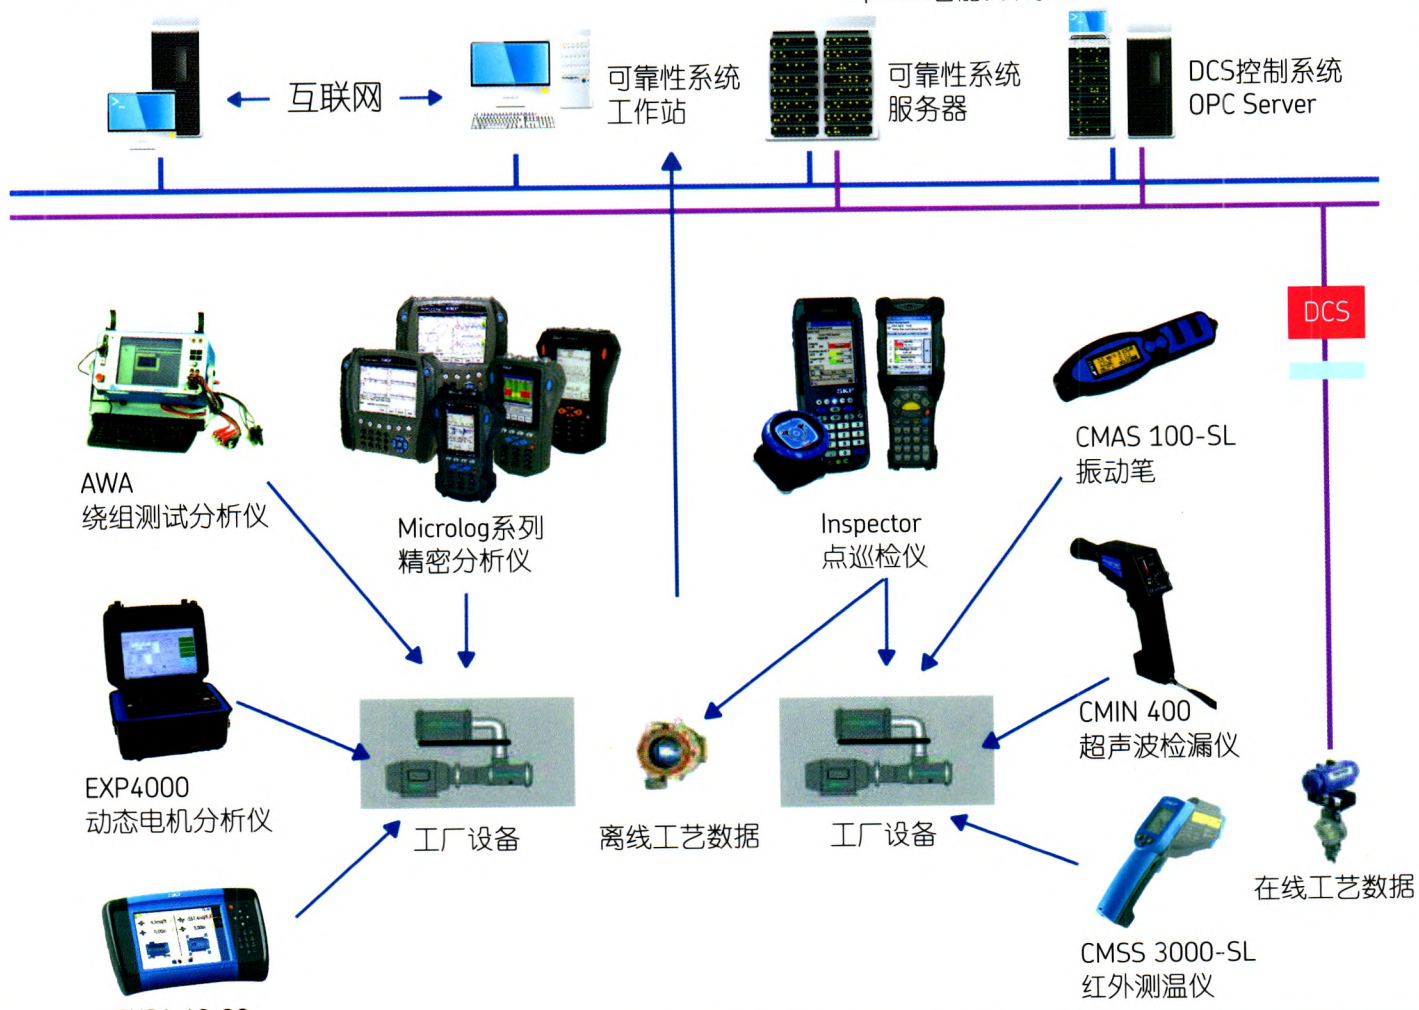 互联网
可靠性系统
工作站
可靠性系统
服务器
DCS控制系统
OPC Server
DCS
AWA
绕组测试分析仪
Microlog系列
精密分析仪
Inspector
点巡检仪
CMAS 100-SL
振动笔
EXP4000
动态电机分析仪
工厂设备
离线工艺数据
工厂设备
CMIN 400
超声波检漏仪
在线工艺数据
CMSS 3000-SL
红外测温仪